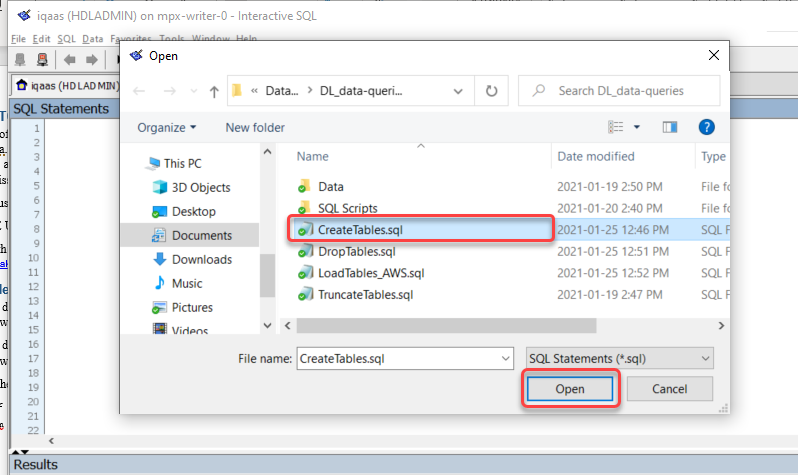 iqaas (HDLADMIN) on mpx-writer-0 - Interactive SQL
File Edit SQL Data Favorites Tools Window Help
iqaas (HDLADMIN)
SQL Statements
1
2
3
4
5
6
7
8
9
10
11
12
13
14
15
16
17
18
19
20
21
22
Open
« Data... > DL_data-queri...
Search DL_data-queries
Organize New folder
This PC
3D Objects
Desktop
Documents
Downloads
Music
Pictures
Videos
Name Date modified Type
Data 2021-01-19 2:50 PM File fo
SQL Scripts 2021-01-20 2:40 PM File fo
CreateTables.sql 2021-01-25 12:46 PM SQL F
DropTables.sql 2021-01-25 12:51 PM SQL F
LoadTables_AWS.sql 2021-01-25 12:52 PM SQL F
TruncateTables.sql 2021-01-19 2:47 PM SQL F
File name: CreateTables.sql SQL Statements (*.sql)
Open Cancel
Results